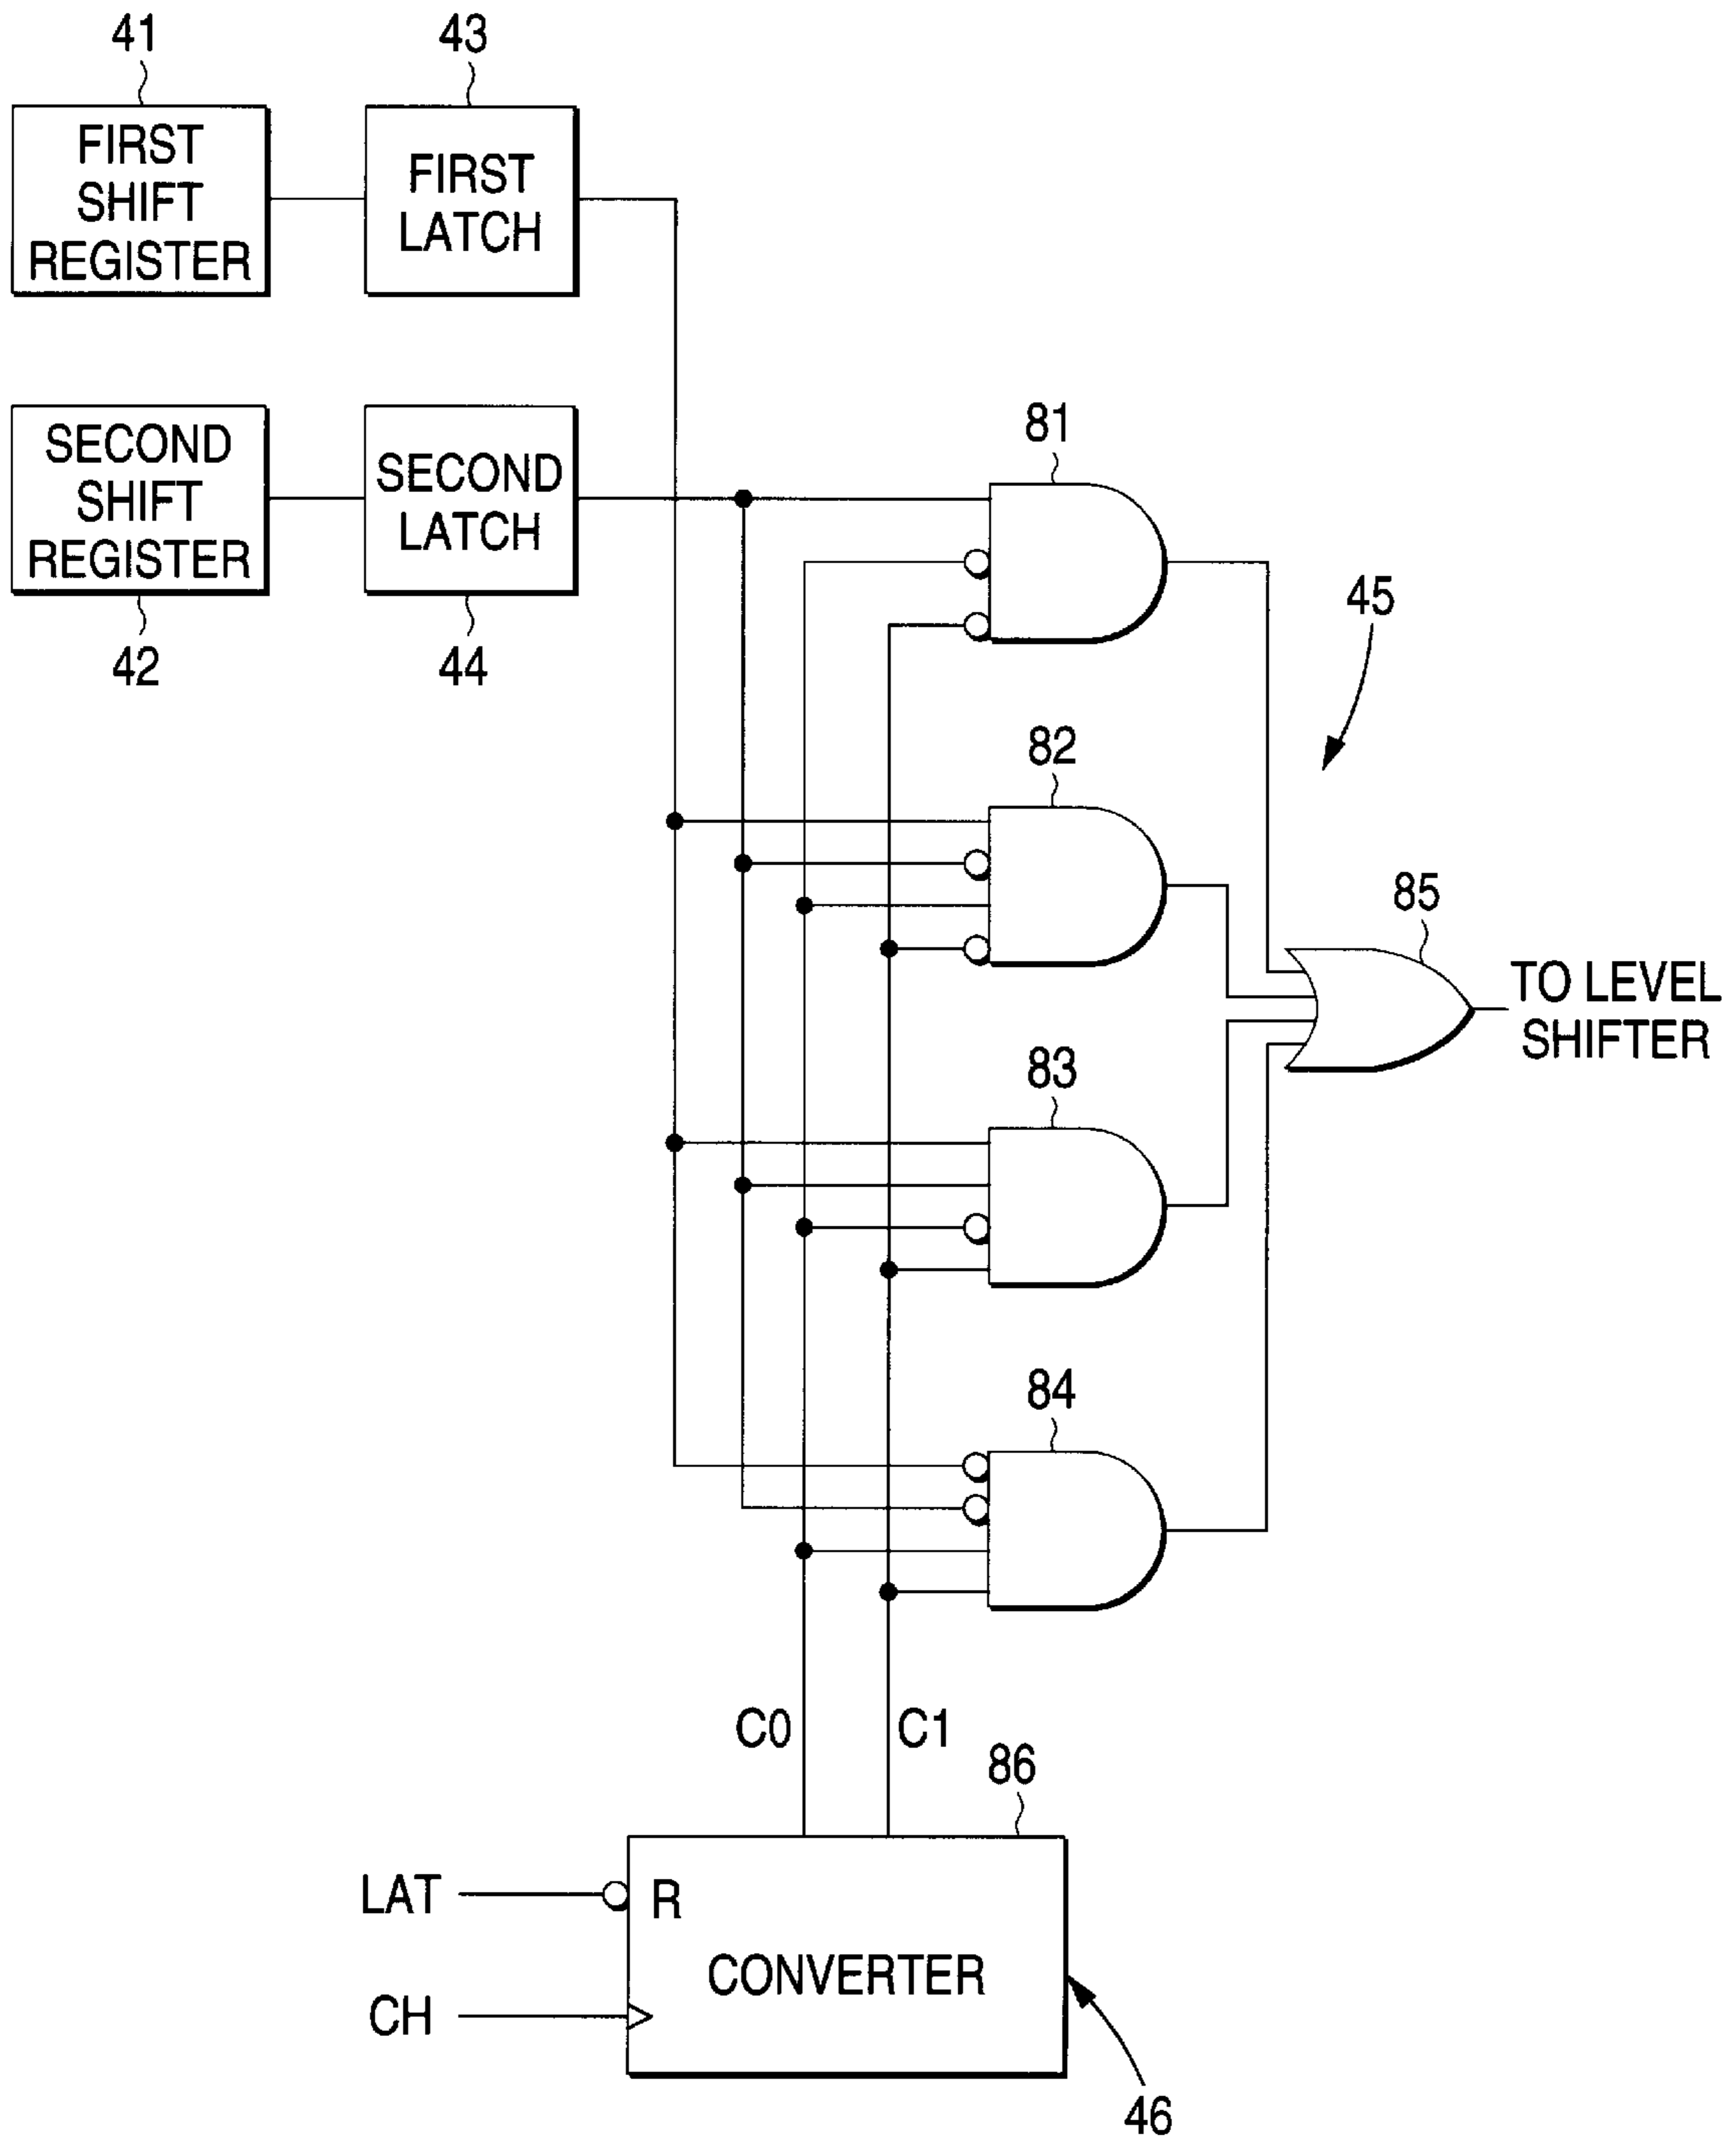 41
43
FIRST
SHIFT
REGISTER
FIRST
LATCH
SECOND
SHIFT
REGISTER
SECOND
LATCH
42
44
81
45
82
85
TO LEVEL
SHIFTER
83
84
C0
C1
86
LAT
R
CONVERTER
CH
46